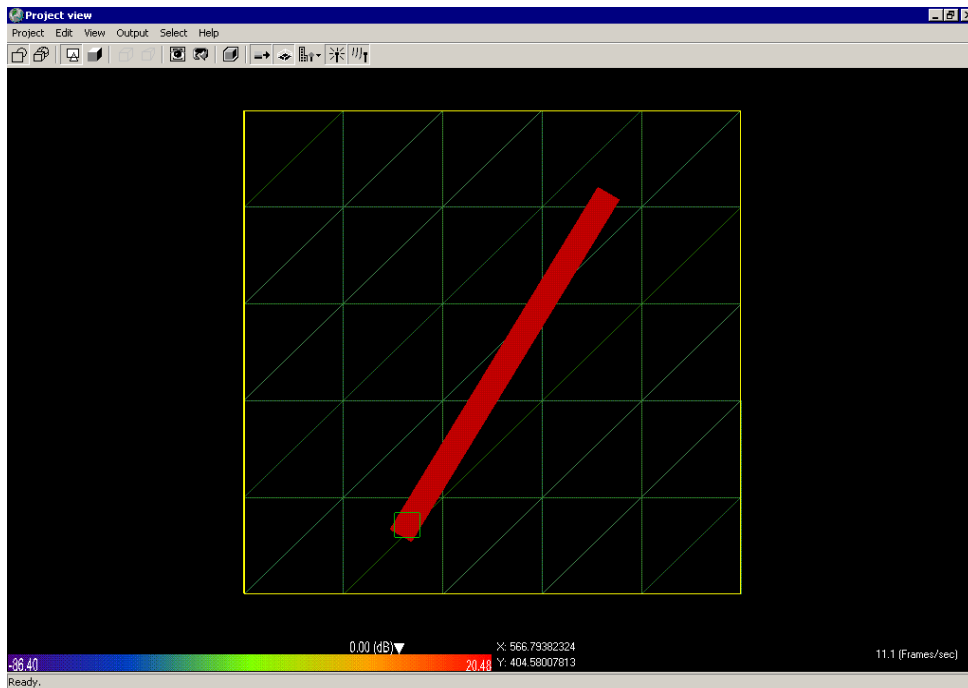 Project view
Project Edit View Output Select Help
0.00 (dB)
X: 566.79382324
-86.40 20.48 Y: 404.58007813
11.1 (Frames/sec)
Ready.